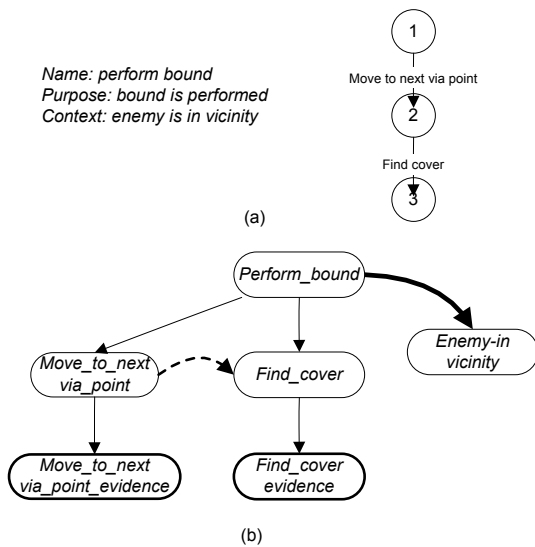 1
Name: perform bound
Purpose: bound is performed
Context: enemy is in vicinity
Move to next via point
2
Find cover
3
(a)
Perform_bound
Enemy-in
vicinity
Move_to_next
via_point
Find_cover
Move_to_next
via_point_evidence
Find_cover
evidence
(b)